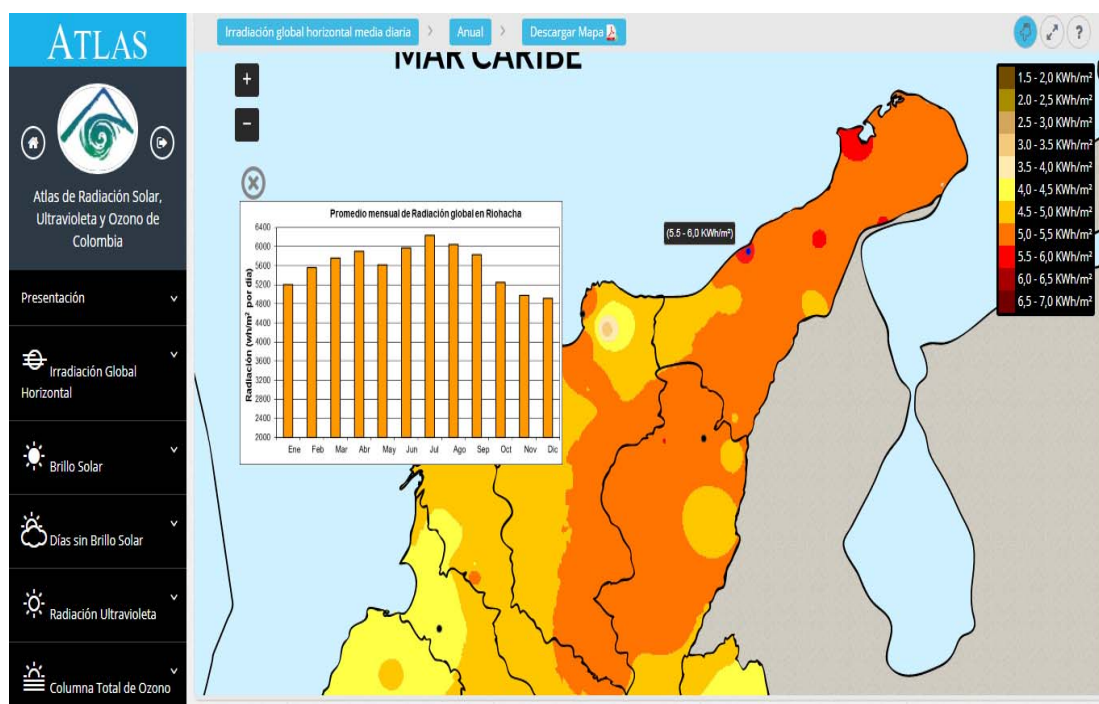 ATLAS
Atlas de Radiación Solar,
Ultravioleta y Ozono de
Colombia
Presentación
Irradiación Global
Horizontal
Brillo Solar
Días sin Brillo Solar
Radiación Ultravioleta
Columna Total de Ozono
Irradiación global horizontal media diaria
Anual
Descargar Mapa
?
MAR CARIBE
+
−
(5.5 - 6,0 KWh/m²)
Promedio mensual de Radiación global en Riohacha
Radiación (wh/m² por día)
6400
6000
5600
5200
4800
4400
4000
3600
3200
2800
2400
2000
Ene Feb Mar Abr May Jun Jul Ago Sep Oct Nov Dic
1.5 - 2,0 KWh/m²
2.0 - 2,5 KWh/m²
2.5 - 3,0 KWh/m²
3.0 - 3.5 KWh/m²
3.5 - 4,0 KWh/m²
4,0 - 4,5 KWh/m²
4.5 - 5,0 KWh/m²
5,0 - 5,5 KWh/m²
5.5 - 6,0 KWh/m²
6,0 - 6,5 KWh/m²
6,5 - 7,0 KWh/m²